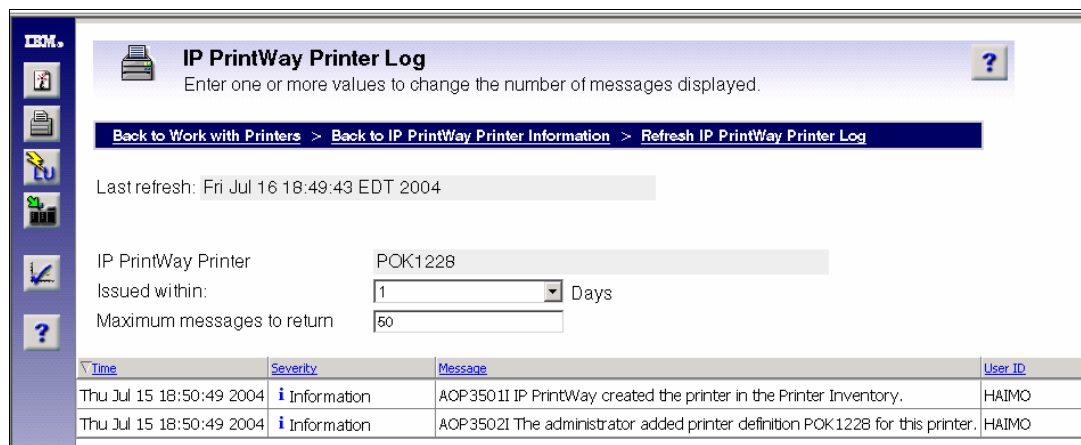 IBM®
IP PrintWay Printer Log
Enter one or more values to change the number of messages displayed.
?
Back to Work with Printers > Back to IP PrintWay Printer Information > Refresh IP PrintWay Printer Log
LU
Last refresh: Fri Jul 16 18:49:43 EDT 2004
IP PrintWay Printer POK1228
Issued within: 1 Days
Maximum messages to return 50
?
Time Severity Message User ID
Thu Jul 15 18:50:49 2004 i Information AOP3501I IP PrintWay created the printer in the Printer Inventory. HAIMO
Thu Jul 15 18:50:49 2004 i Information AOP3502I The administrator added printer definition POK1228 for this printer. HAIMO